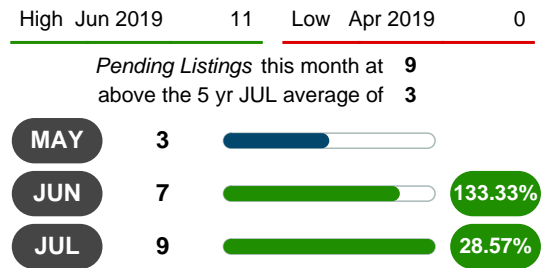 High Jun 2019 11 Low Apr 2019 0
Pending Listings this month at 9
above the 5 yr JUL average of 3
MAY 3
JUN 7 133.33%
JUL 9 28.57%